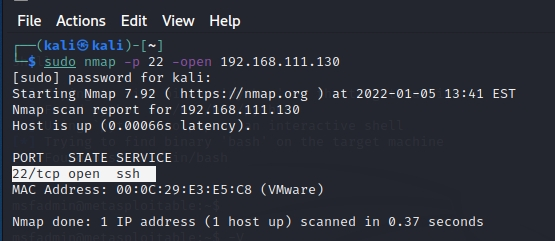 File Actions Edit View Help
┌──(kali㉿kali)-[~]
└─$ sudo nmap -p 22 -open 192.168.111.130
[sudo] password for kali:
Starting Nmap 7.92 ( https://nmap.org ) at 2022-01-05 13:41 EST
Nmap scan report for 192.168.111.130
Host is up (0.00066s latency).
PORT STATE SERVICE
22/tcp open ssh
MAC Address: 00:0C:29:E3:E5:C8 (VMware)
Nmap done: 1 IP address (1 host up) scanned in 0.37 seconds